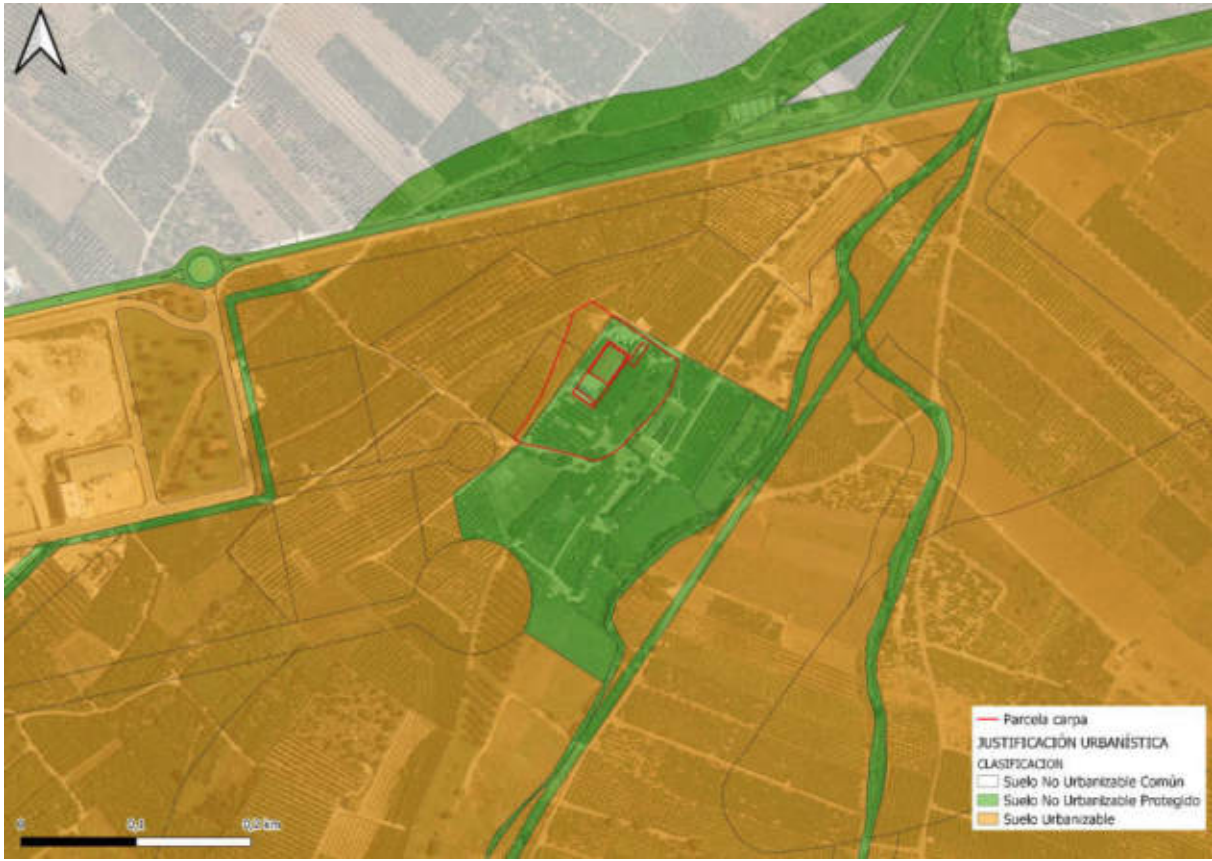 Parcela carpa
JUSTIFICACIÓN URBANÍSTICA
CLASIFICACION
Suelo No Urbanizable Común
Suelo No Urbanizable Protegido
Suelo Urbanizable
0 0,1 0,2 km